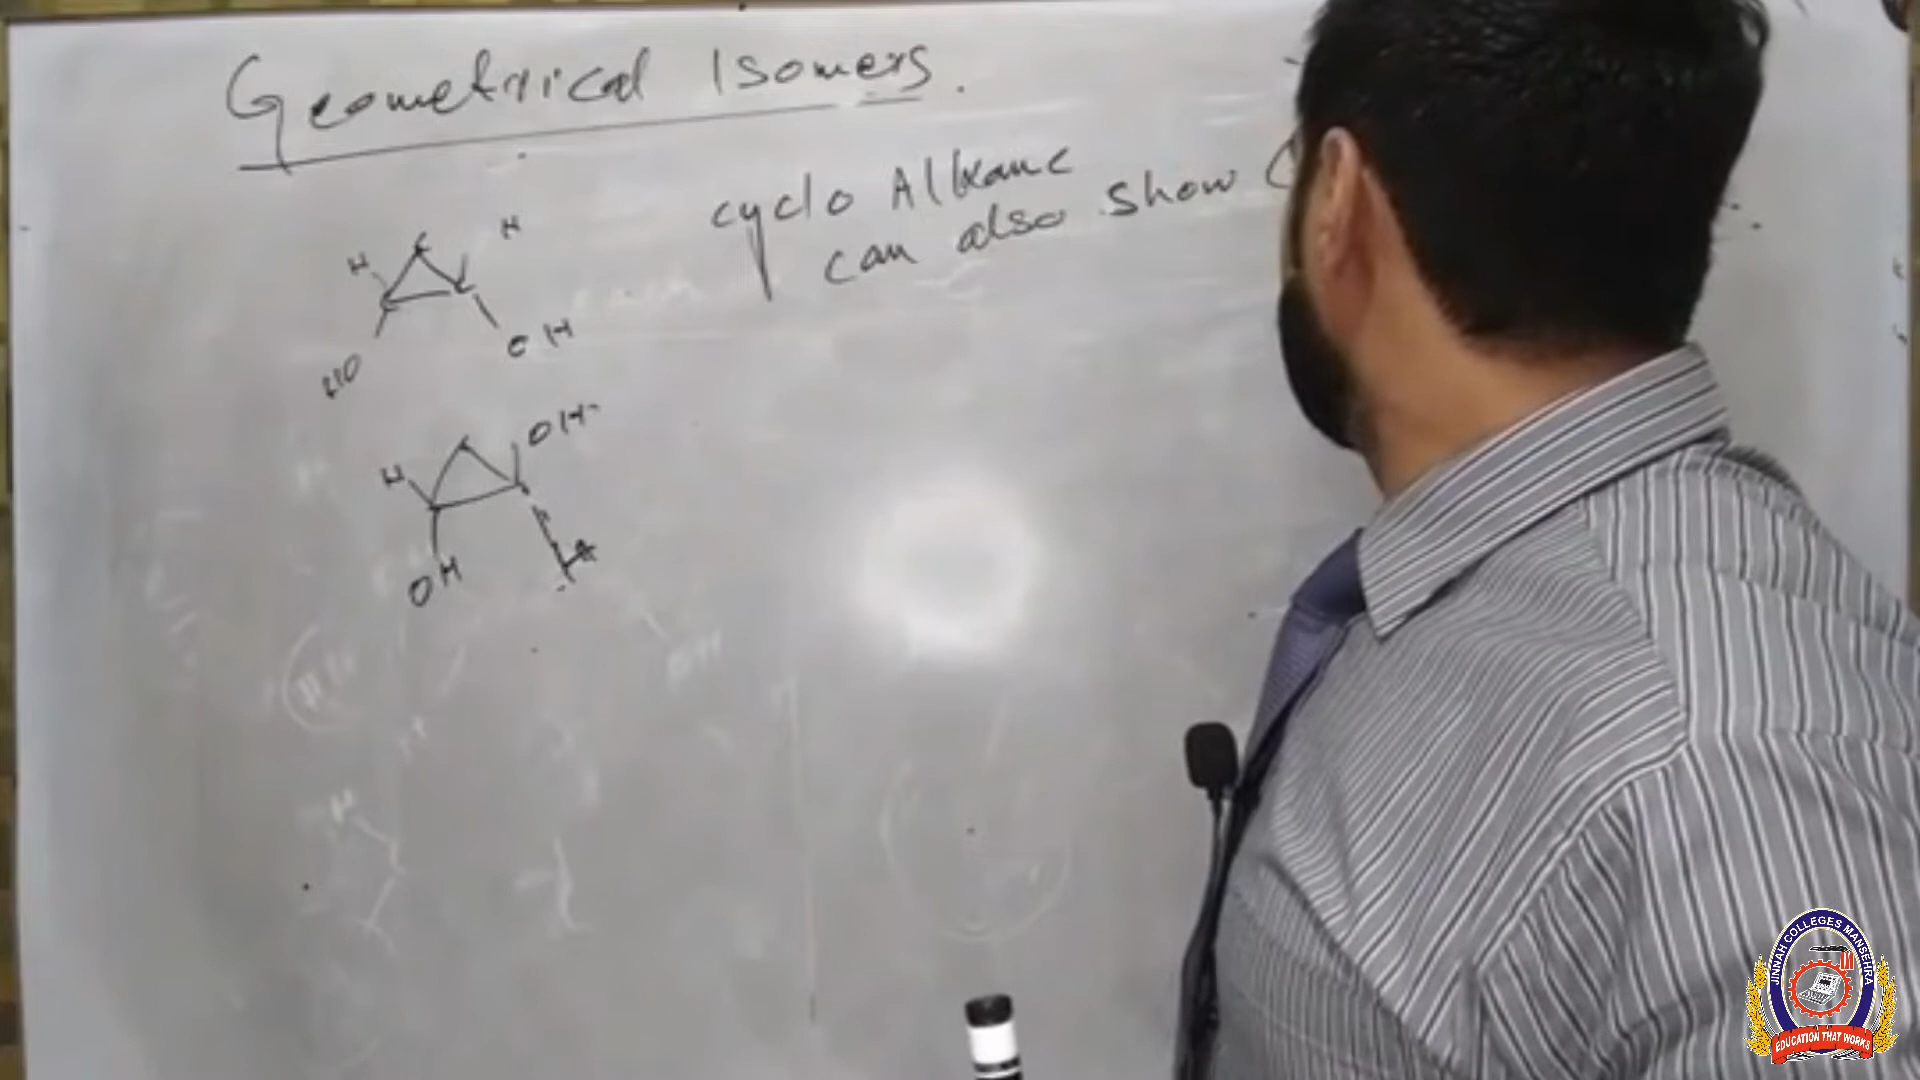 Geometrical Isomers.
cyclo Alkane
can also show
H
C
H
HO
OH
H
OH
OH
H
JINNAH COLLEGES MANSEHRA
EDUCATION THAT WORKS